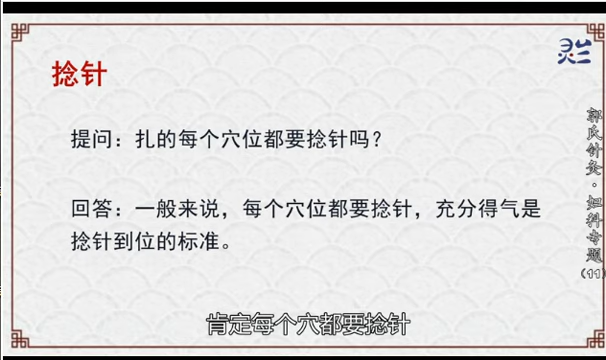 灵兰
捻针
提问：扎的每个穴位都要捻针吗？
回答：一般来说，每个穴位都要捻针，充分得气是
捻针到位的标准。
郭氏针灸·妇科专题(11)
肯定每个穴都要捻针